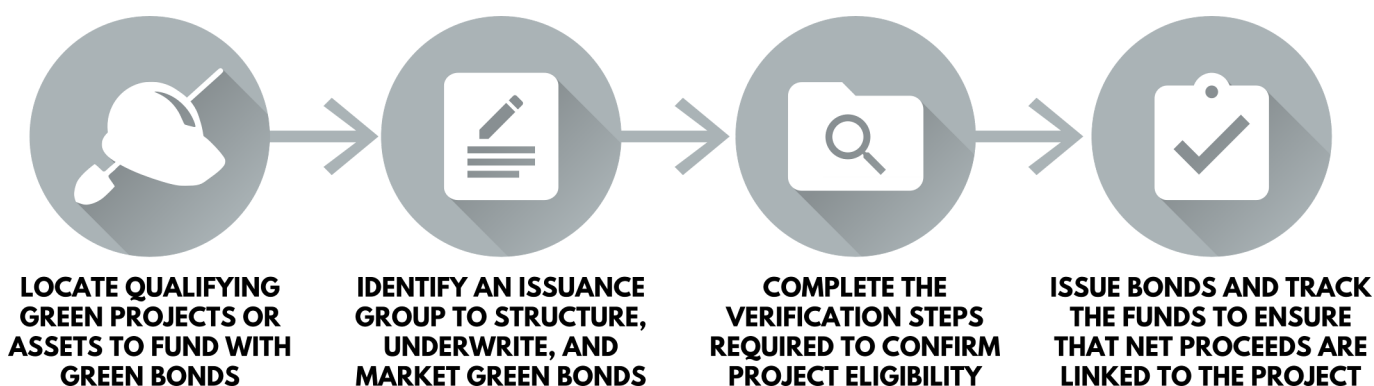 LOCATE QUALIFYING
GREEN PROJECTS OR
ASSETS TO FUND WITH
GREEN BONDS
IDENTIFY AN ISSUANCE
GROUP TO STRUCTURE,
UNDERWRITE, AND
MARKET GREEN BONDS
COMPLETE THE
VERIFICATION STEPS
REQUIRED TO CONFIRM
PROJECT ELIGIBILITY
ISSUE BONDS AND TRACK
THE FUNDS TO ENSURE
THAT NET PROCEEDS ARE
LINKED TO THE PROJECT